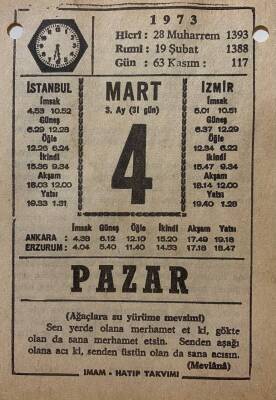 1973
Hicri : 28 Muharrem 1393
Rumi : 19 Şubat 1388
Gün : 63 Kasım : 117
İSTANBUL
İmsak
4.53 10.52
Güneş
6.29 12.28
Öğle
12.26 6.24
İkindi
15.36 9.34
Akşam
18.03 12.00
Yatsı
19.33 1.31
MART
3. Ay (31 gün)
4
İZMİR
İmsak
5.01 10.51
Güneş
6.37 12.29
Öğle
12.34 6.22
İkindi
15.47 9.34
Akşam
18.14 12.00
Yatsı
19.40 1.28
İmsak Güneş Öğle İkindi Akşam Yatsı
ANKARA : 4.38 6.12 12.10 15.20 17.49 19.18
ERZURUM : 4.04 5.40 11.40 14.53 17.18 18.47
PAZAR
(Ağaçlara su yürüme mevsimi)
Sen yerde olana merhamet et ki, gökte
olan da sana merhamet etsin. Senden aşağı
olana acı ki, senden üstün olan da sana acısın.
(Mevlânâ)
İMAM - HATİP TAKVİMİ